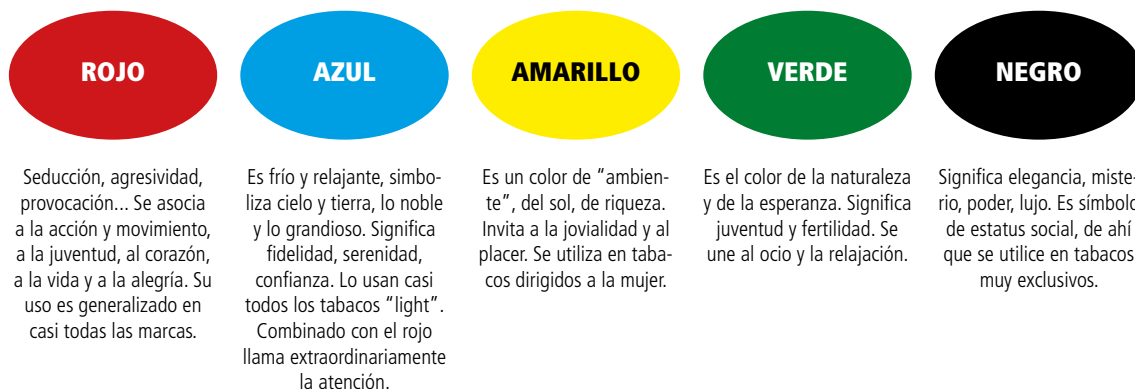 ROJO
Seducción, agresividad,
provocación... Se asocia
a la acción y movimiento,
a la juventud, al corazón,
a la vida y a la alegría. Su
uso es generalizado en
casi todas las marcas.
AZUL
Es frío y relajante, simbo-
liza cielo y tierra, lo noble
y lo grandioso. Significa
fidelidad, serenidad,
confianza. Lo usan casi
todos los tabacos “light”.
Combinado con el rojo
llama extraordinariamente
la atención.
AMARILLO
Es un color de “ambien-
te”, del sol, de riqueza.
Invita a la jovialidad y al
placer. Se utiliza en taba-
cos dirigidos a la mujer.
VERDE
Es el color de la naturaleza
y de la esperanza. Significa
juventud y fertilidad. Se
une al ocio y la relajación.
NEGRO
Significa elegancia, miste-
rio, poder, lujo. Es símbolo
de estatus social, de ahí
que se utilice en tabacos
muy exclusivos.